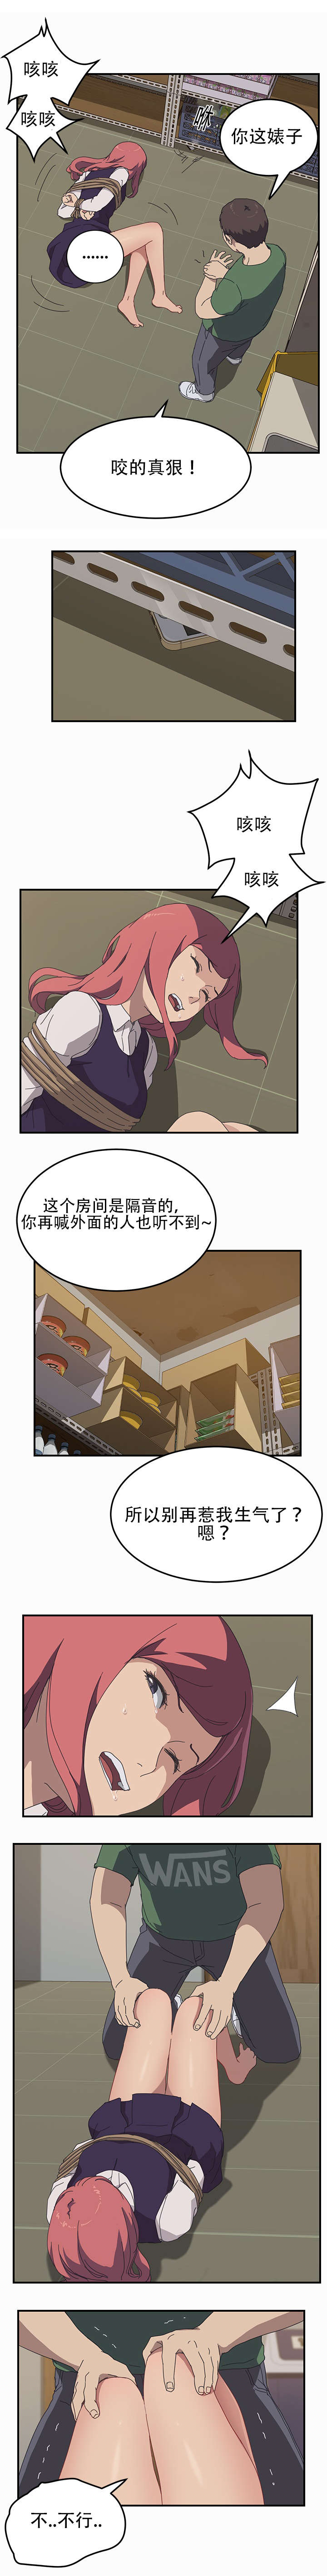 咳咳
咳咳
咻
你这婊子
......
咬的真狠！
咳咳
咳咳
这个房间是隔音的,
你再喊外面的人也听不到~
所以别再惹我生气了？
嗯？
WANS
不..不行..